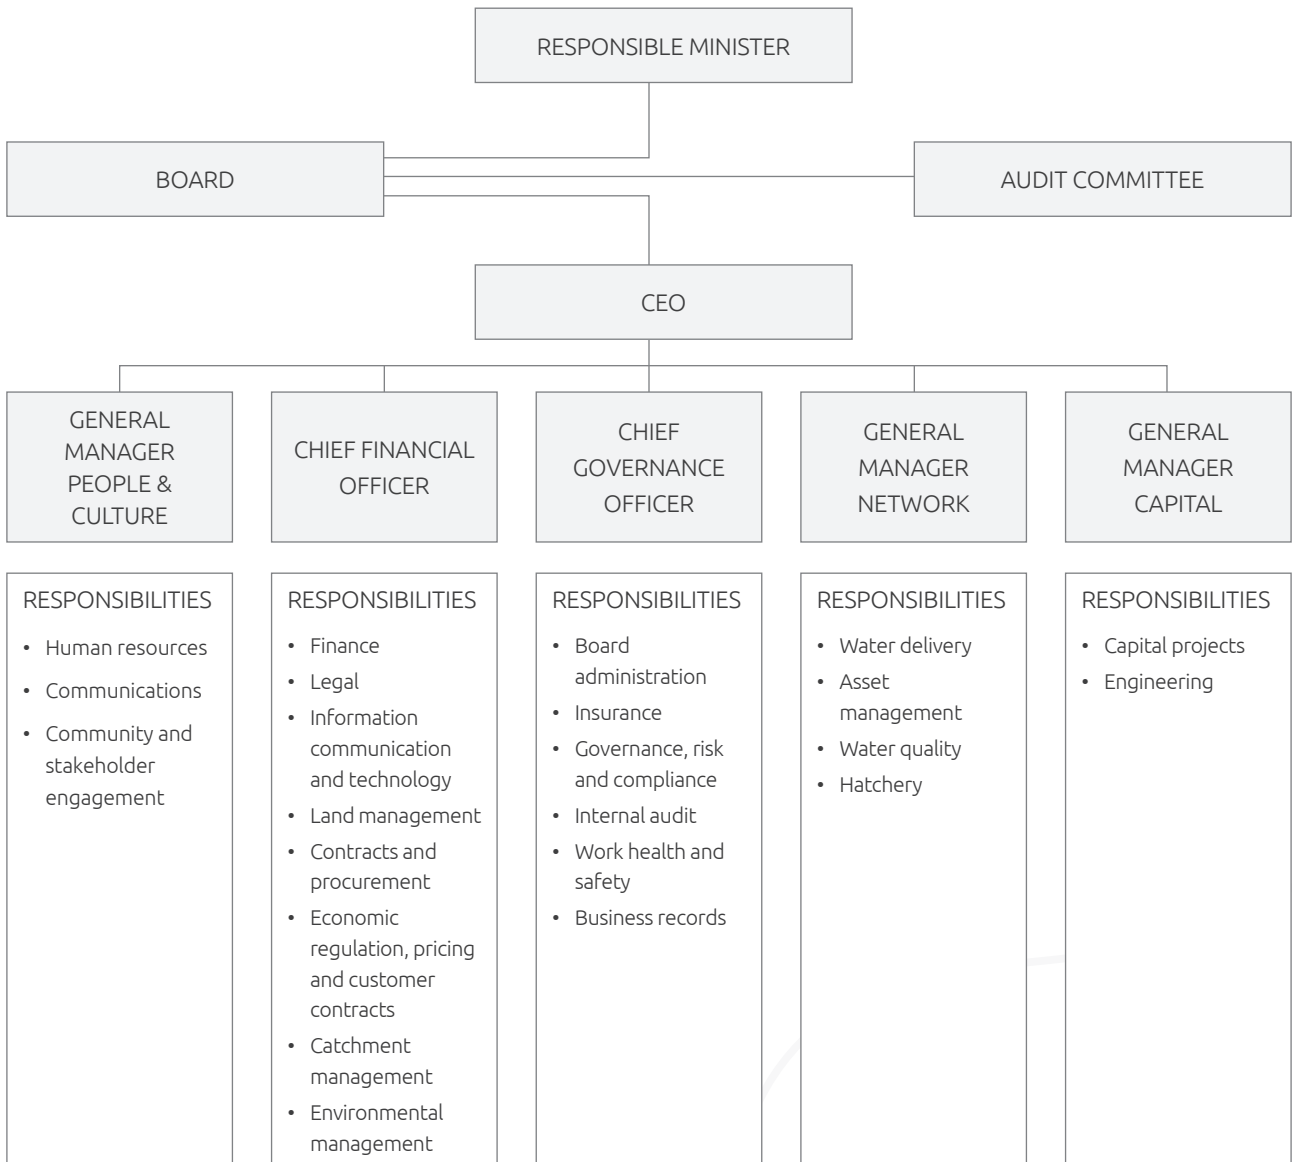 RESPONSIBLE MINISTER
BOARD
AUDIT COMMITTEE
CEO
GENERAL
MANAGER
PEOPLE &
CULTURE
CHIEF FINANCIAL
OFFICER
CHIEF
GOVERNANCE
OFFICER
GENERAL
MANAGER
NETWORK
GENERAL
MANAGER
CAPITAL
RESPONSIBILITIES
• Human resources
• Communications
• Community and
stakeholder
engagement
RESPONSIBILITIES
• Finance
• Legal
• Information
communication
and technology
• Land management
• Contracts and
procurement
• Economic
regulation, pricing
and customer
contracts
• Catchment
management
• Environmental
management
RESPONSIBILITIES
• Board
administration
• Insurance
• Governance, risk
and compliance
• Internal audit
• Work health and
safety
• Business records
RESPONSIBILITIES
• Water delivery
• Asset
management
• Water quality
• Hatchery
RESPONSIBILITIES
• Capital projects
• Engineering